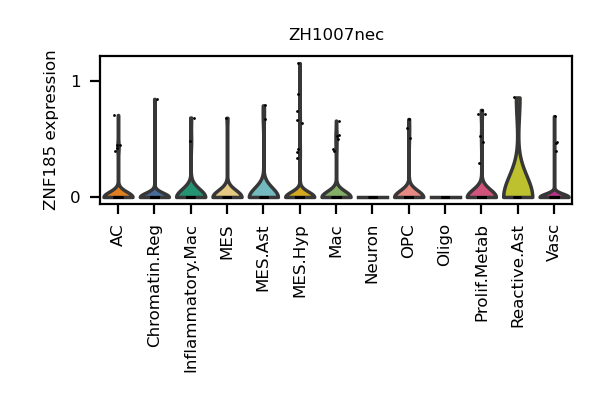 ZH1007nec
ZNF185 expression
1
0
AC
Chromatin.Reg
Inflammatory.Mac
MES
MES.Ast
MES.Hyp
Mac
Neuron
OPC
Oligo
Prolif.Metab
Reactive.Ast
Vasc